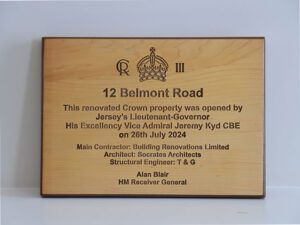 CR III
12 Belmont Road
This renovated Crown property was opened by
Jersey's Lieutenant-Governor
His Excellency Vice Admiral Jeremy Kyd CBE
on 26th July 2024
Main Contractor: Building Renovations Limited
Architect: Socrates Architects
Structural Engineer: T & G
Alan Blair
HM Receiver General